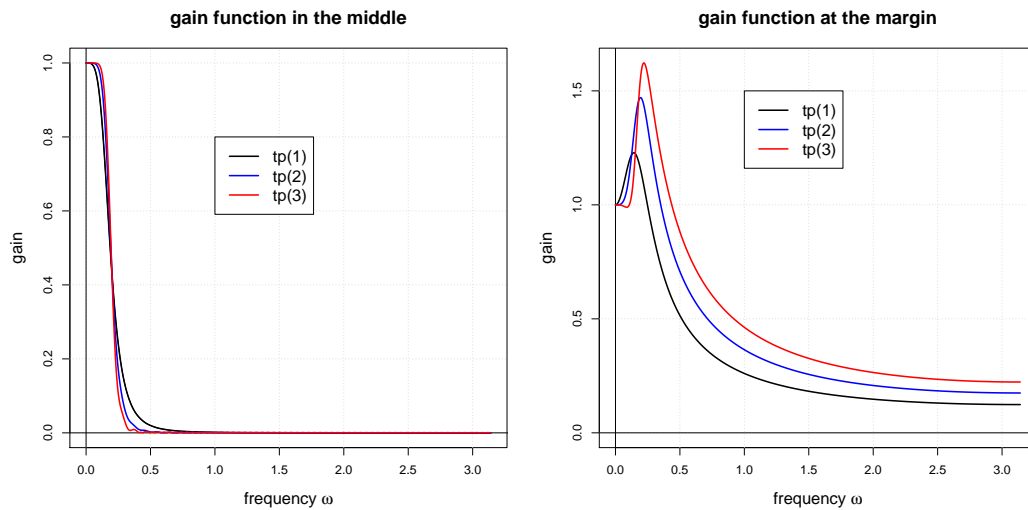 gain function in the middle
gain
1.0
0.8
0.6
0.4
0.2
0.0
tp(1)
tp(2)
tp(3)
0.0 0.5 1.0 1.5 2.0 2.5 3.0
frequency ω
gain function at the margin
gain
1.5
1.0
0.5
0.0
tp(1)
tp(2)
tp(3)
0.0 0.5 1.0 1.5 2.0 2.5 3.0
frequency ω